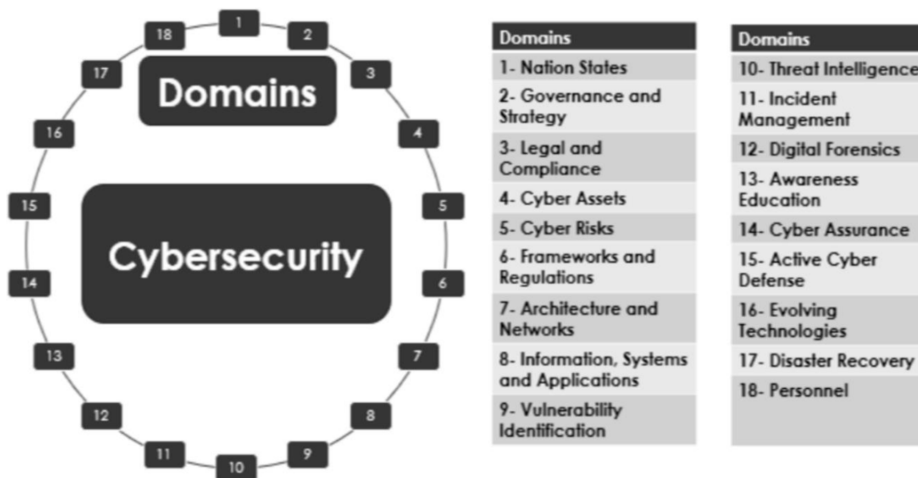 1
2
3
4
5
6
7
8
9
10
11
12
13
14
15
16
17
18
Domains
Cybersecurity
Domains
1- Nation States
2- Governance and
Strategy
3- Legal and
Compliance
4- Cyber Assets
5- Cyber Risks
6- Frameworks and
Regulations
7- Architecture and
Networks
8- Information, Systems
and Applications
9- Vulnerability
Identification
Domains
10- Threat Intelligence
11- Incident
Management
12- Digital Forensics
13- Awareness
Education
14- Cyber Assurance
15- Active Cyber
Defense
16- Evolving
Technologies
17- Disaster Recovery
18- Personnel